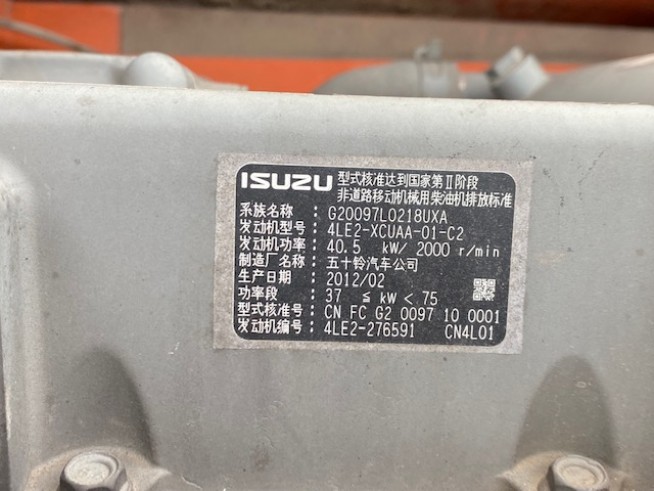 ISUZU 型式核准达到国家第Ⅱ阶段
非道路移动机械用柴油机排放标准
系族名称: G20097L0218UXA
发动机型号: 4LE2-XCUAA-01-C2
发动机功率: 40.5 kW/ 2000 r/min
制造厂名称: 五十铃汽车公司
生产日期: 2012/02
功率段: 37 ≤ kW < 75
型式核准号: CN FC G2 0097 10 0001
发动机编号: 4LE2-276591 CN4L01